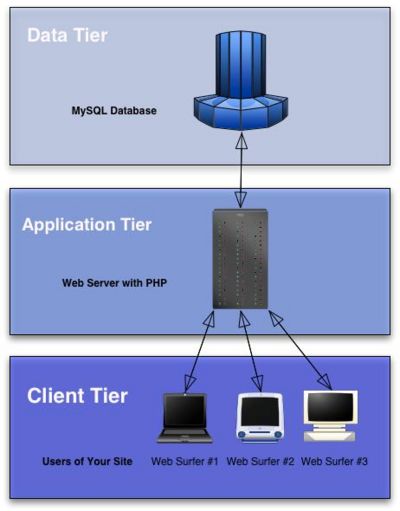 Data Tier
MySQL Database
Application Tier
Web Server with PHP
Client Tier
Users of Your Site
Web Surfer #1
Web Surfer #2
Web Surfer #3